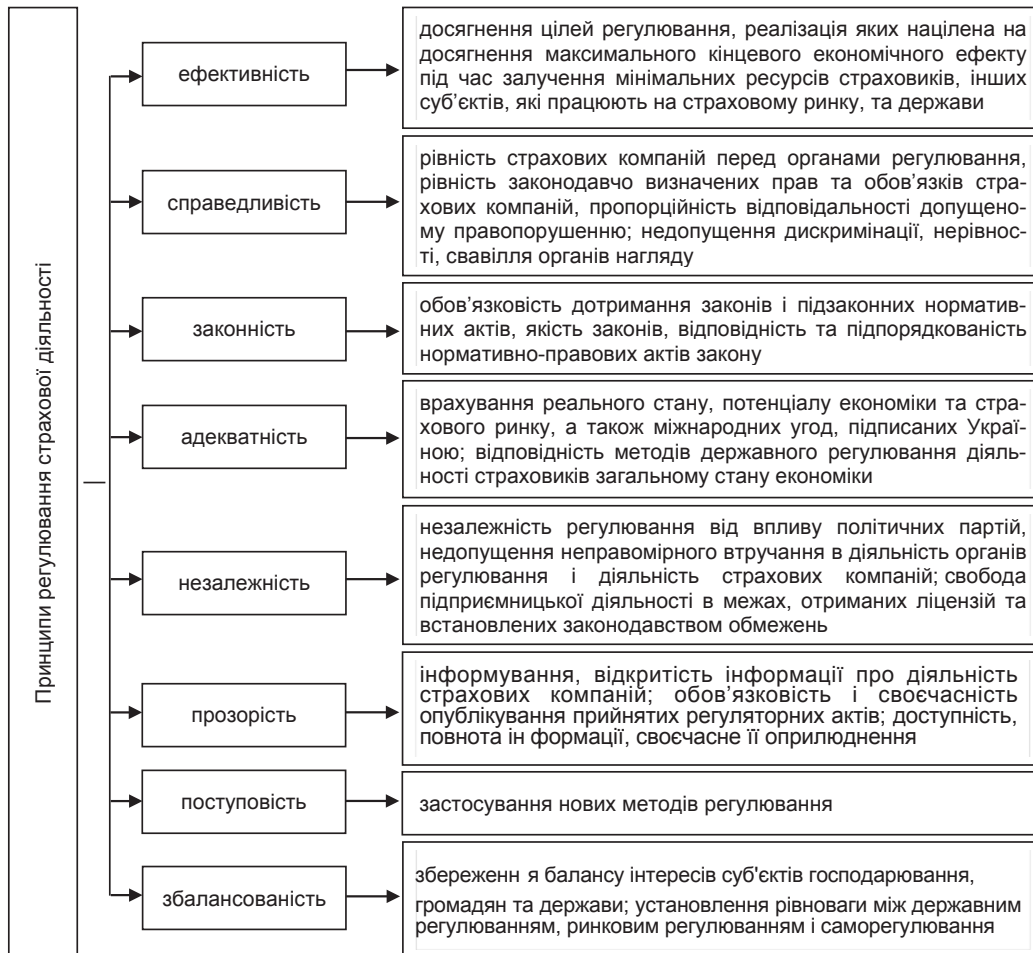 Принципи регулювання страхової діяльності
ефективність
досягнення цілей регулювання, реалізація яких націлена на
досягнення максимального кінцевого економічного ефекту
під час залучення мінімальних ресурсів страховиків, інших
суб’єктів, які працюють на страховому ринку, та держави
справедливість
рівність страхових компаній перед органами регулювання,
рівність законодавчо визначених прав та обов’язків стра-
хових компаній, пропорційність відповідальності допущено-
му правопорушенню; недопущення дискримінації, нерівнос-
ті, свавілля органів нагляду
законність
обов’язковість дотримання законів і підзаконних норматив-
них актів, якість законів, відповідність та підпорядкованість
нормативно-правових актів закону
адекватність
врахування реального стану, потенціалу економіки та стра-
хового ринку, а також міжнародних угод, підписаних Украї-
ною; відповідність методів державного регулювання діяль-
ності страховиків загальному стану економіки
незалежність
незалежність регулювання від впливу політичних партій,
недопущення неправомірного втручання в діяльність органів
регулювання і діяльність страхових компаній; свобода
підприємницької діяльності в межах, отриманих ліцензій та
встановлених законодавством обмежень
прозорість
інформування, відкритість інформації про діяльність
страхових компаній; обов’язковість і своєчасність
опублікування прийнятих регуляторних актів; доступність,
повнота ін формації, своєчасне її оприлюднення
поступовість
застосування нових методів регулювання
збалансованість
збереженн я балансу інтересів суб'єктів господарювання,
громадян та держави; установлення рівноваги між державним
регулюванням, ринковим регулюванням і саморегулювання